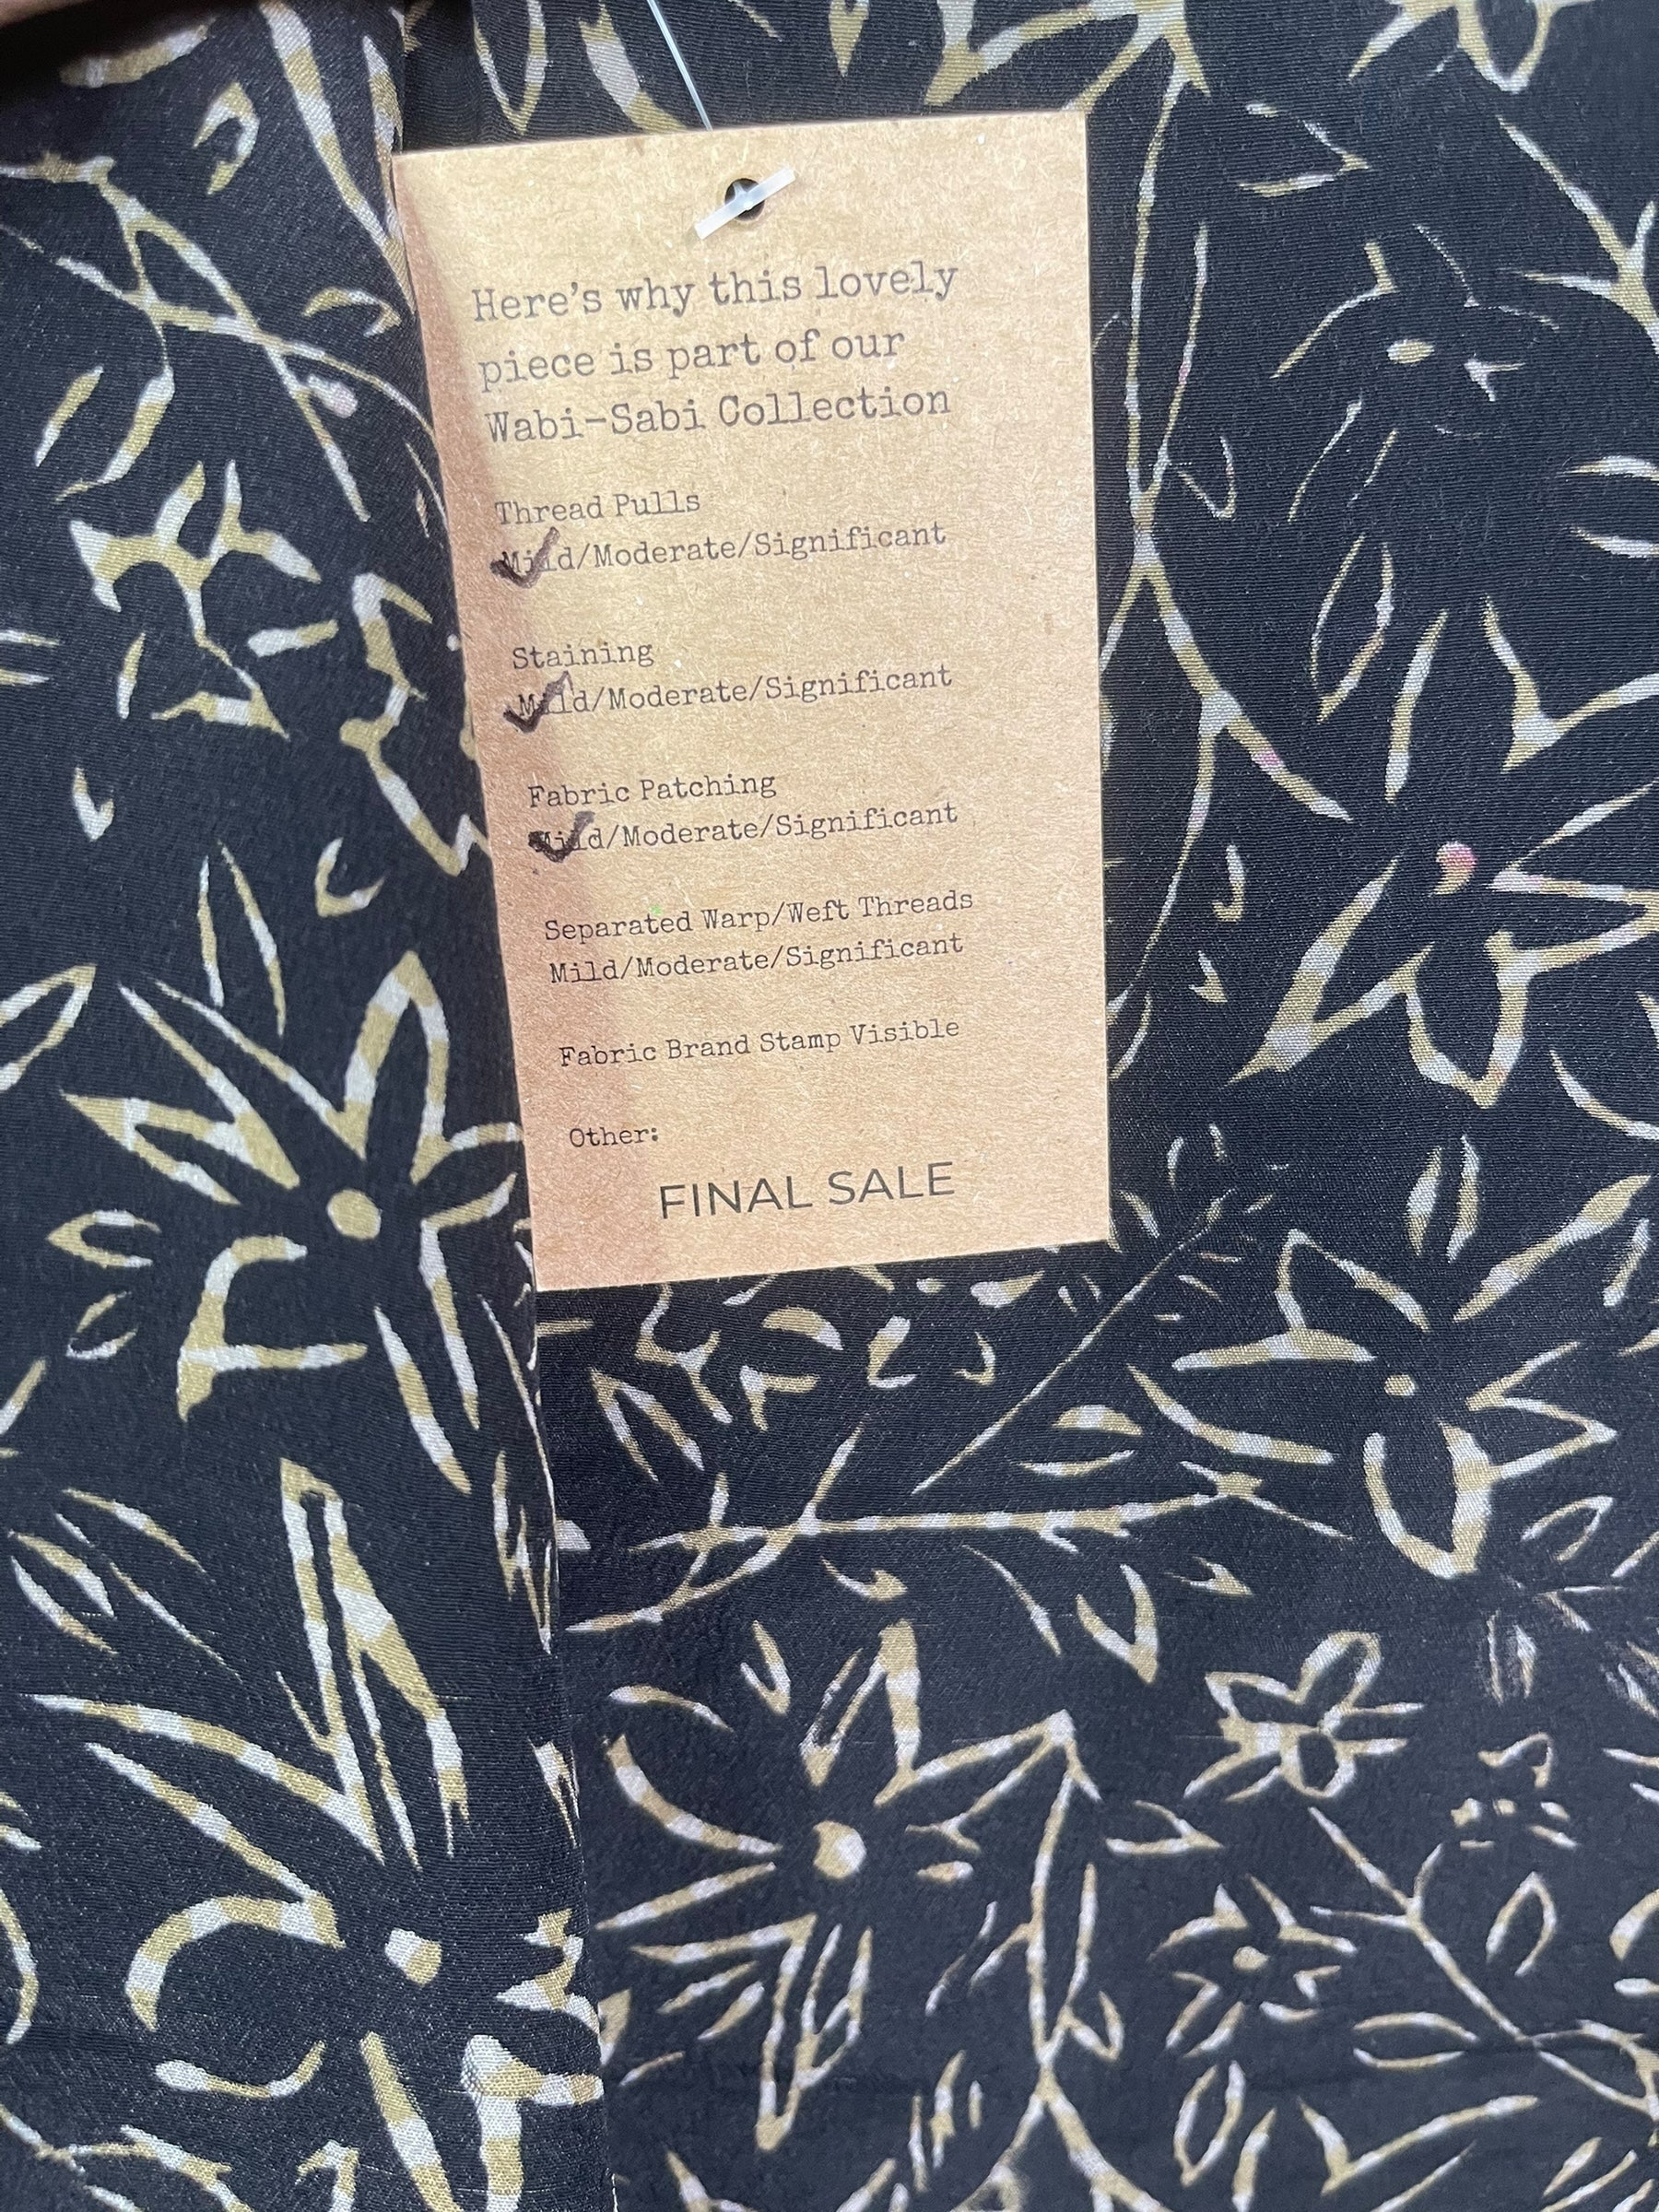 Here's why this lovely
piece is part of our
Wabi-Sabi Collection
Thread Pulls
Mild/Moderate/Significant
Staining
Mild/Moderate/Significant
Fabric Patching
Mild/Moderate/Significant
Separated Warp/Weft Threads
Mild/Moderate/Significant
Fabric Brand Stamp Visible
Other:
FINAL SALE